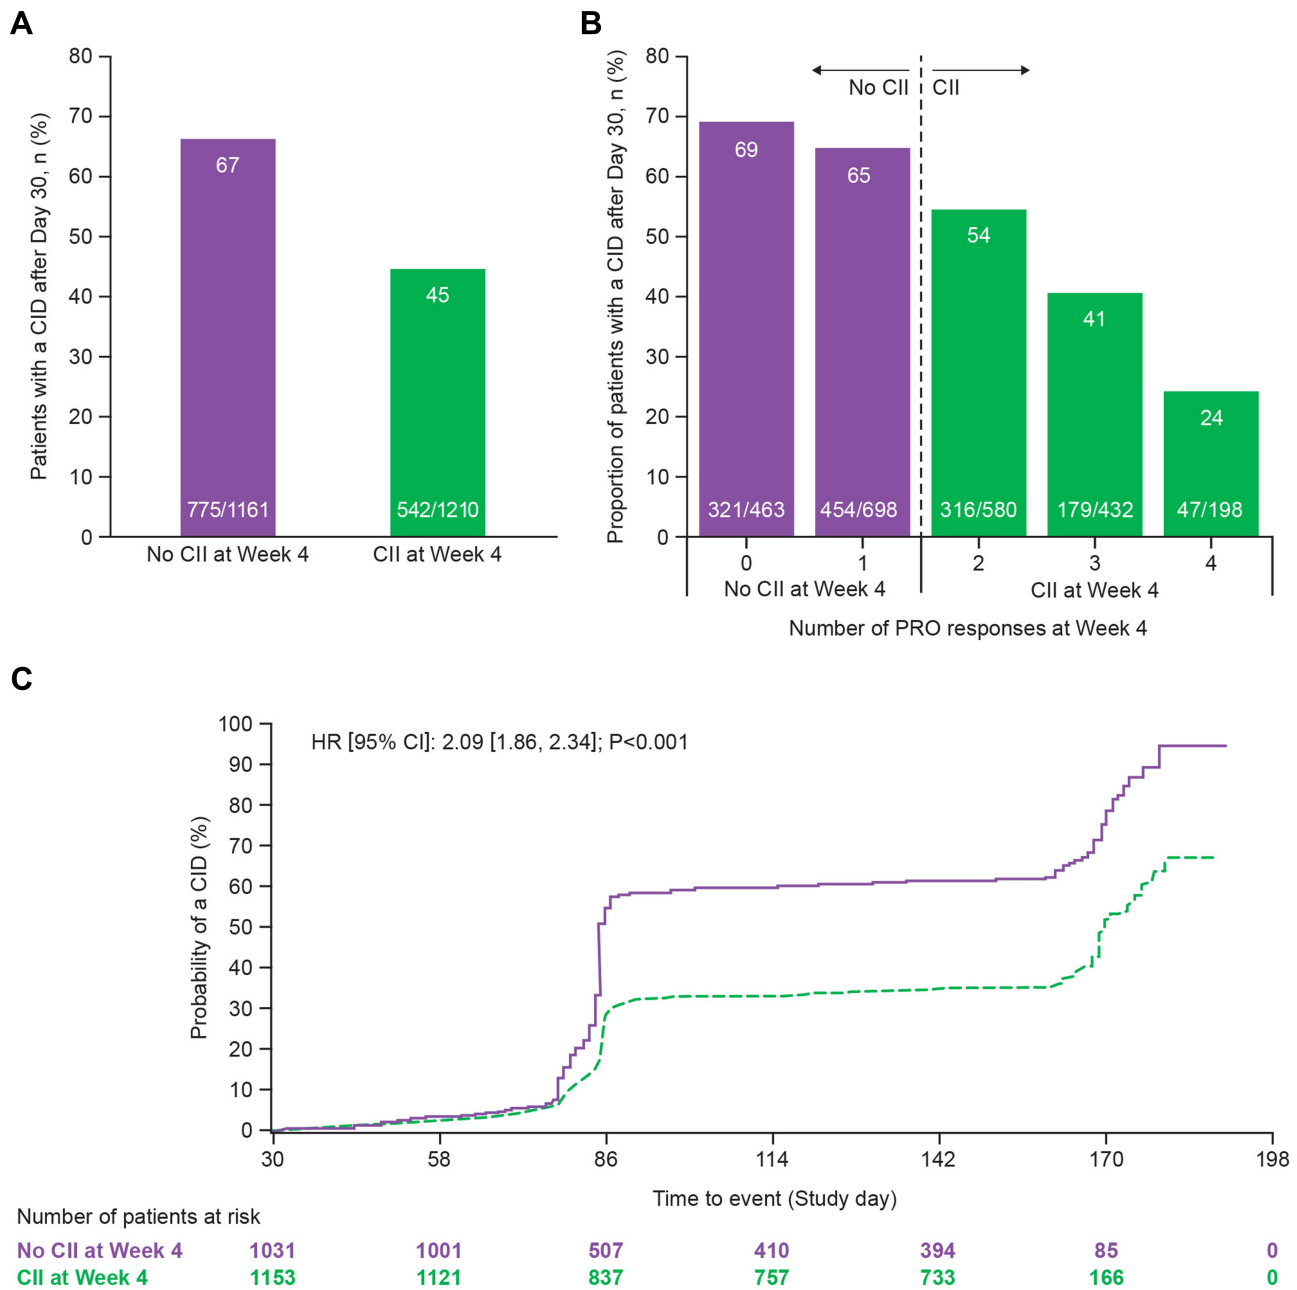 A
Patients with a CID after Day 30, n (%)
80
70
60
50
40
30
20
10
0
67
45
775/1161
542/1210
No CII at Week 4
CII at Week 4
B
Proportion of patients with a CID after Day 30, n (%)
80
70
60
50
40
30
20
10
0
No CII
CII
69
65
54
41
24
321/463
454/698
316/580
179/432
47/198
0
1
2
3
4
No CII at Week 4
CII at Week 4
Number of PRO responses at Week 4
C
Probability of a CID (%)
100
90
80
70
60
50
40
30
20
10
0
HR [95% CI]: 2.09 [1.86, 2.34]; P<0.001
30 58 86 114 142 170 198
Time to event (Study day)
Number of patients at risk
No CII at Week 4 1031 1001 507 410 394 85 0
CII at Week 4 1153 1121 837 757 733 166 0